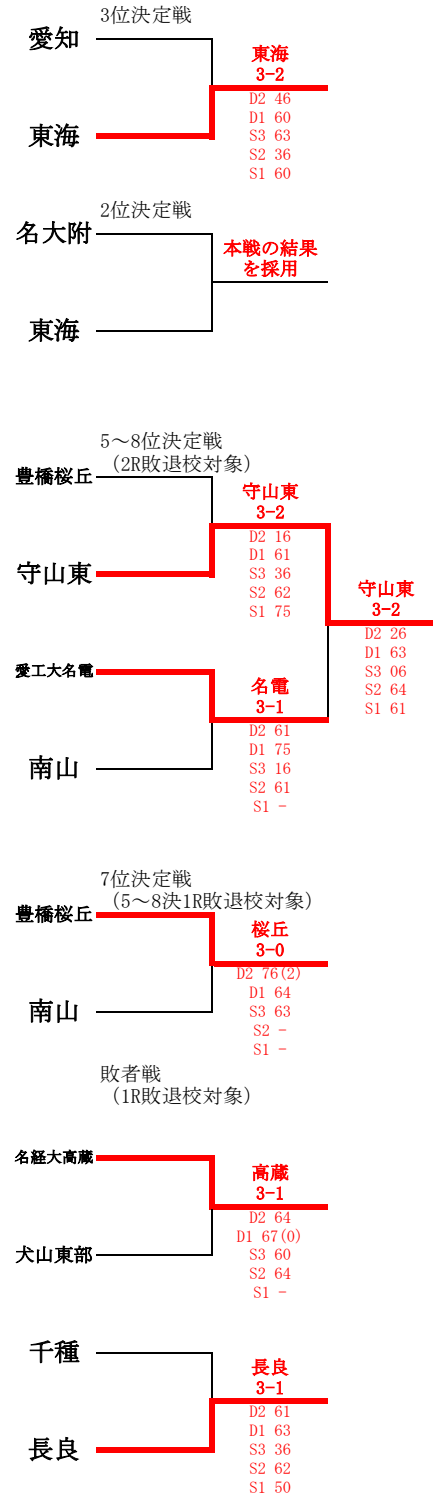 3位決定戦
愛知
東海
3-2
D2 46
D1 60
S3 63
S2 36
S1 60
東海
2位決定戦
名大附
本戦の結果
を採用
東海
5～8位決定戦
（2R敗退校対象）
豊橋桜丘
守山東
3-2
D2 16
D1 61
S3 36
S2 62
S1 75
守山東
守山東
3-2
D2 26
D1 63
S3 06
S2 64
S1 61
愛工大名電
名電
3-1
D2 61
D1 75
S3 16
S2 61
S1 -
南山
7位決定戦
（5～8決1R敗退校対象）
豊橋桜丘
桜丘
3-0
D2 76(2)
D1 64
S3 63
S2 -
S1 -
南山
敗者戦
（1R敗退校対象）
名経大高蔵
高蔵
3-1
D2 64
D1 67(0)
S3 60
S2 64
S1 -
犬山東部
千種
長良
3-1
D2 61
D1 63
S3 36
S2 62
S1 50
長良